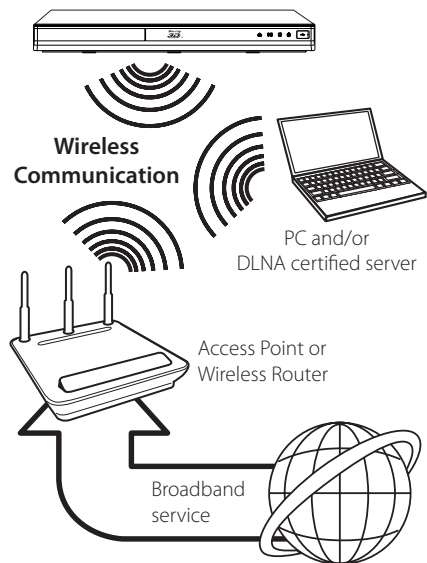 3D
Wireless
Communication
PC and/or
DLNA certified server
Access Point or
Wireless Router
Broadband
service